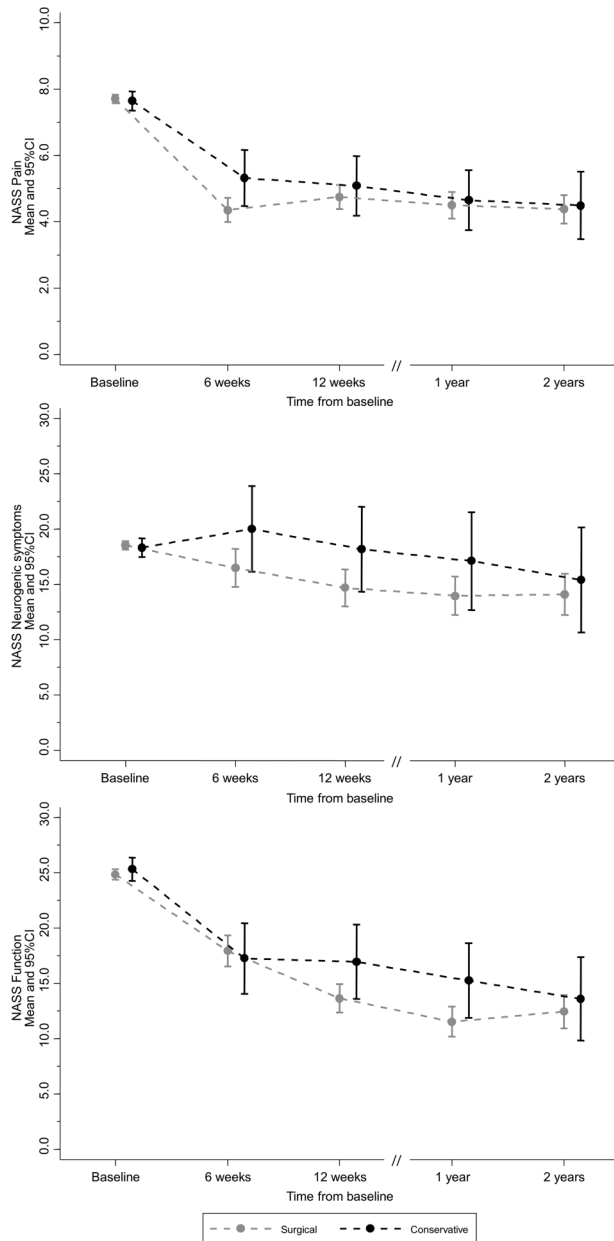 NASS Pain
Mean and 95%CI
10.0
8.0
6.0
4.0
2.0
0.0
Baseline 6 weeks 12 weeks // 1 year 2 years
Time from baseline
NASS Neurogenic symptoms
Mean and 95%CI
30.0
25.0
20.0
15.0
10.0
5.0
0.0
Baseline 6 weeks 12 weeks // 1 year 2 years
Time from baseline
NASS Function
Mean and 95%CI
30.0
25.0
20.0
15.0
10.0
5.0
0.0
Baseline 6 weeks 12 weeks // 1 year 2 years
Time from baseline
Surgical Conservative